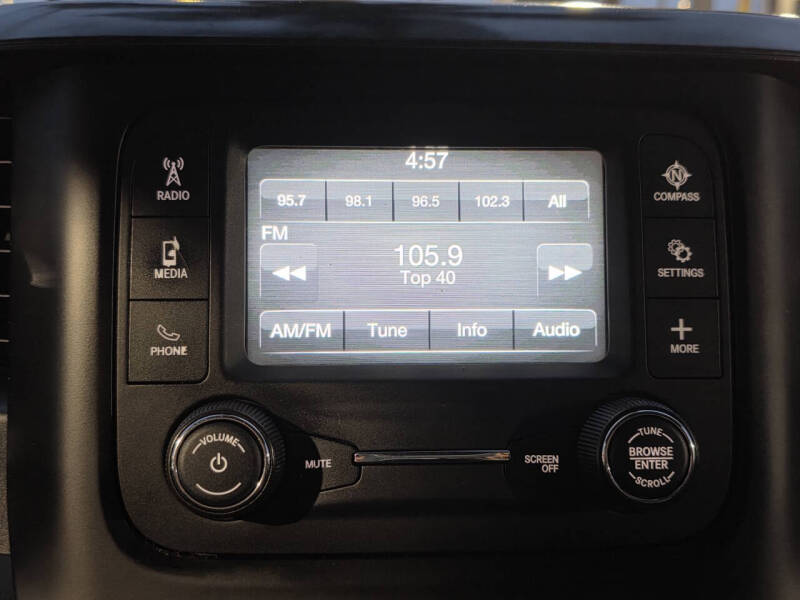 4:57
RADIO
95.7 98.1 96.5 102.3 All
N
COMPASS
FM
MEDIA
105.9
Top 40
SETTINGS
PHONE
AM/FM Tune Info Audio
MORE
VOLUME
MUTE
SCREEN
OFF
TUNE
BROWSE
ENTER
SCROLL